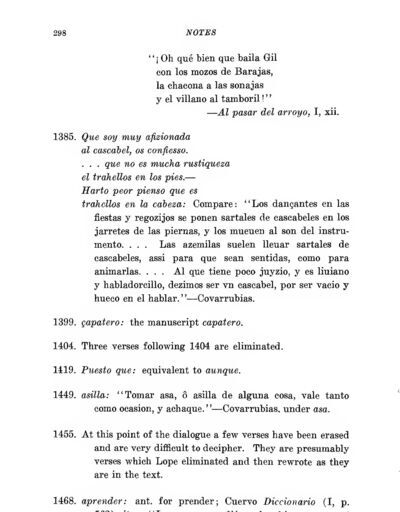 298 NOTES
"¡Oh qué bien que baila Gil
con los mozos de Barajas,
la chacona a las sonajas
y el villano al tamboril!"
—Al pasar del arroyo, I, xii.
1385. Que soy muy afizionada
al cascabel, os confiesso.
. . . que no es mucha rustiqueza
el trahellos en los pies.—
Harto peor pienso que es
trahellos en la cabeza: Compare: "Los dançantes en las
fiestas y regozijos se ponen sartales de cascabeles en los
jarretes de las piernas, y los mueuen al son del instru-
mento. . . . Las azemilas suelen lleuar sartales de
cascabeles, assi para que sean sentidas, como para
animarlas. . . . Al que tiene poco juyzio, y es liuiano
y habladorcillo, dezimos ser vn cascabel, por ser vacio y
hueco en el hablar."—Covarrubias.
1399. çapatero: the manuscript capatero.
1404. Three verses following 1404 are eliminated.
1419. Puesto que: equivalent to aunque.
1449. asilla: "Tomar asa, ô asilla de alguna cosa, vale tanto
como ocasion, y achaque."—Covarrubias, under asa.
1455. At this point of the dialogue a few verses have been erased
and are very difficult to decipher. They are presumably
verses which Lope eliminated and then rewrote as they
are in the text.
1468. aprender: ant. for prender; Cuervo Diccionario (I, p.